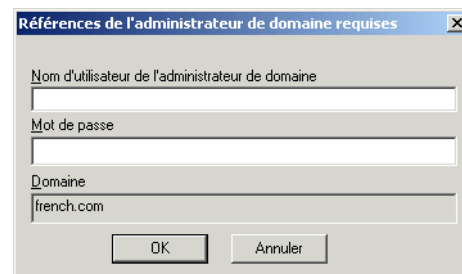 Références de l'administrateur de domaine requises
Nom d'utilisateur de l'administrateur de domaine
Mot de passe
Domaine
french.com
OK Annuler